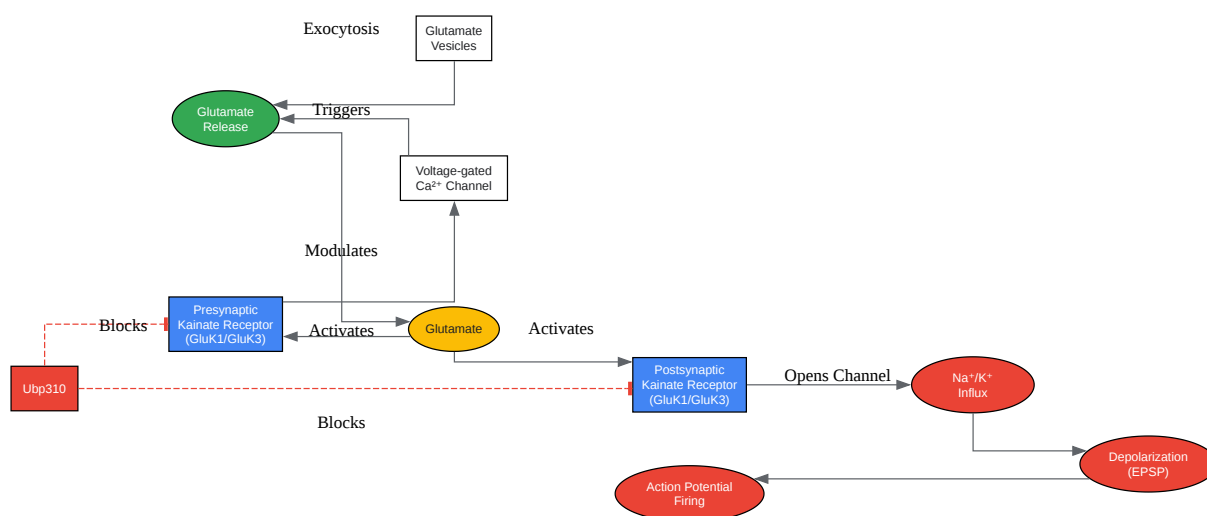 Exocytosis
Glutamate
Vesicles
Glutamate
Release
Triggers
Voltage-gated
Ca²⁺ Channel
Modulates
Presynaptic
Kainate Receptor
(GluK1/GluK3)
Blocks
Activates
Glutamate
Activates
Ubp310
Postsynaptic
Kainate Receptor
(GluK1/GluK3)
Opens Channel
Na⁺/K⁺
Influx
Blocks
Depolarization
(EPSP)
Action Potential
Firing